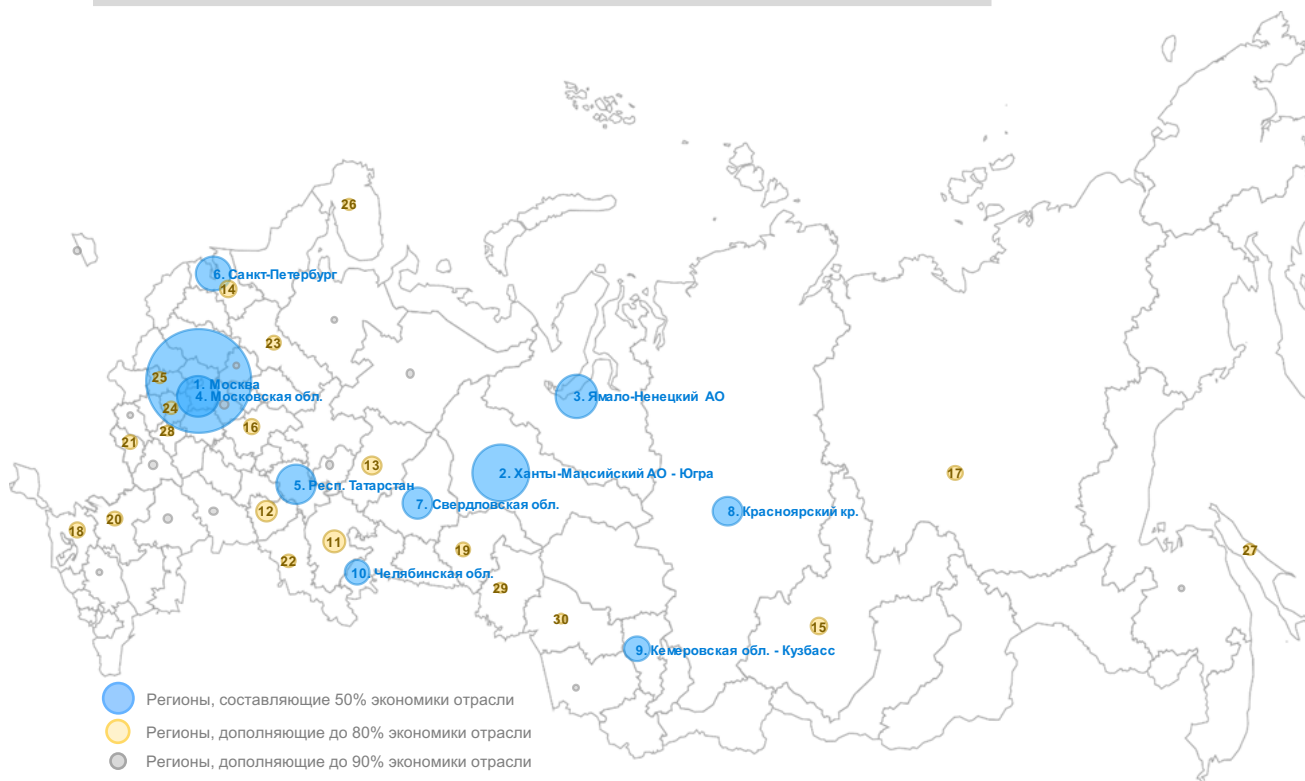 26
6. Санкт-Петербург
14
23
25
1. Москва
4. Московская обл.
24
28
16
21
3. Ямало-Ненецкий АО
13
2. Ханты-Мансийский АО - Югра
17
5. Респ. Татарстан
7. Свердловская обл.
8. Красноярский кр.
12
20
18
11
19
22
27
10. Челябинская обл.
29
30
15
9. Кемеровская обл. - Кузбасс
Регионы, составляющие 50% экономики отрасли
Регионы, дополняющие до 80% экономики отрасли
Регионы, дополняющие до 90% экономики отрасли